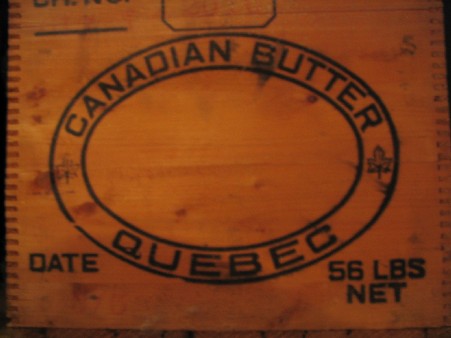 CANADIAN BUTTER
QUEBEC
DATE
56 LBS
NET